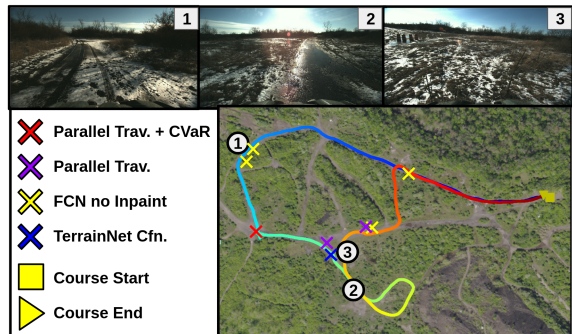 1
2
3
Parallel Trav. + CVaR
Parallel Trav.
FCN no Inpaint
TerrainNet Cfn.
Course Start
Course End
1
3
2